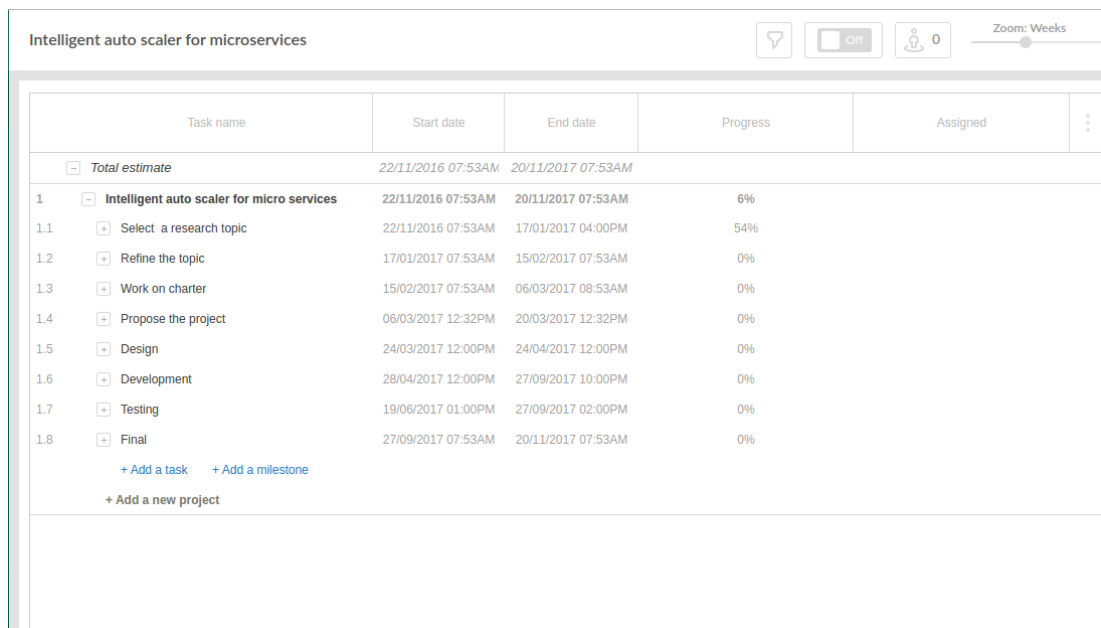 Intelligent auto scaler for microservices
Off
0
Zoom: Weeks
Task name Start date End date Progress Assigned
Total estimate 22/11/2016 07:53AM 20/11/2017 07:53AM
1 Intelligent auto scaler for micro services 22/11/2016 07:53AM 20/11/2017 07:53AM 6%
1.1 Select a research topic 22/11/2016 07:53AM 17/01/2017 04:00PM 54%
1.2 Refine the topic 17/01/2017 07:53AM 15/02/2017 07:53AM 0%
1.3 Work on charter 15/02/2017 07:53AM 06/03/2017 08:53AM 0%
1.4 Propose the project 06/03/2017 12:32PM 20/03/2017 12:32PM 0%
1.5 Design 24/03/2017 12:00PM 24/04/2017 12:00PM 0%
1.6 Development 28/04/2017 12:00PM 27/09/2017 10:00PM 0%
1.7 Testing 19/06/2017 01:00PM 27/09/2017 02:00PM 0%
1.8 Final 27/09/2017 07:53AM 20/11/2017 07:53AM 0%
+ Add a task + Add a milestone
+ Add a new project